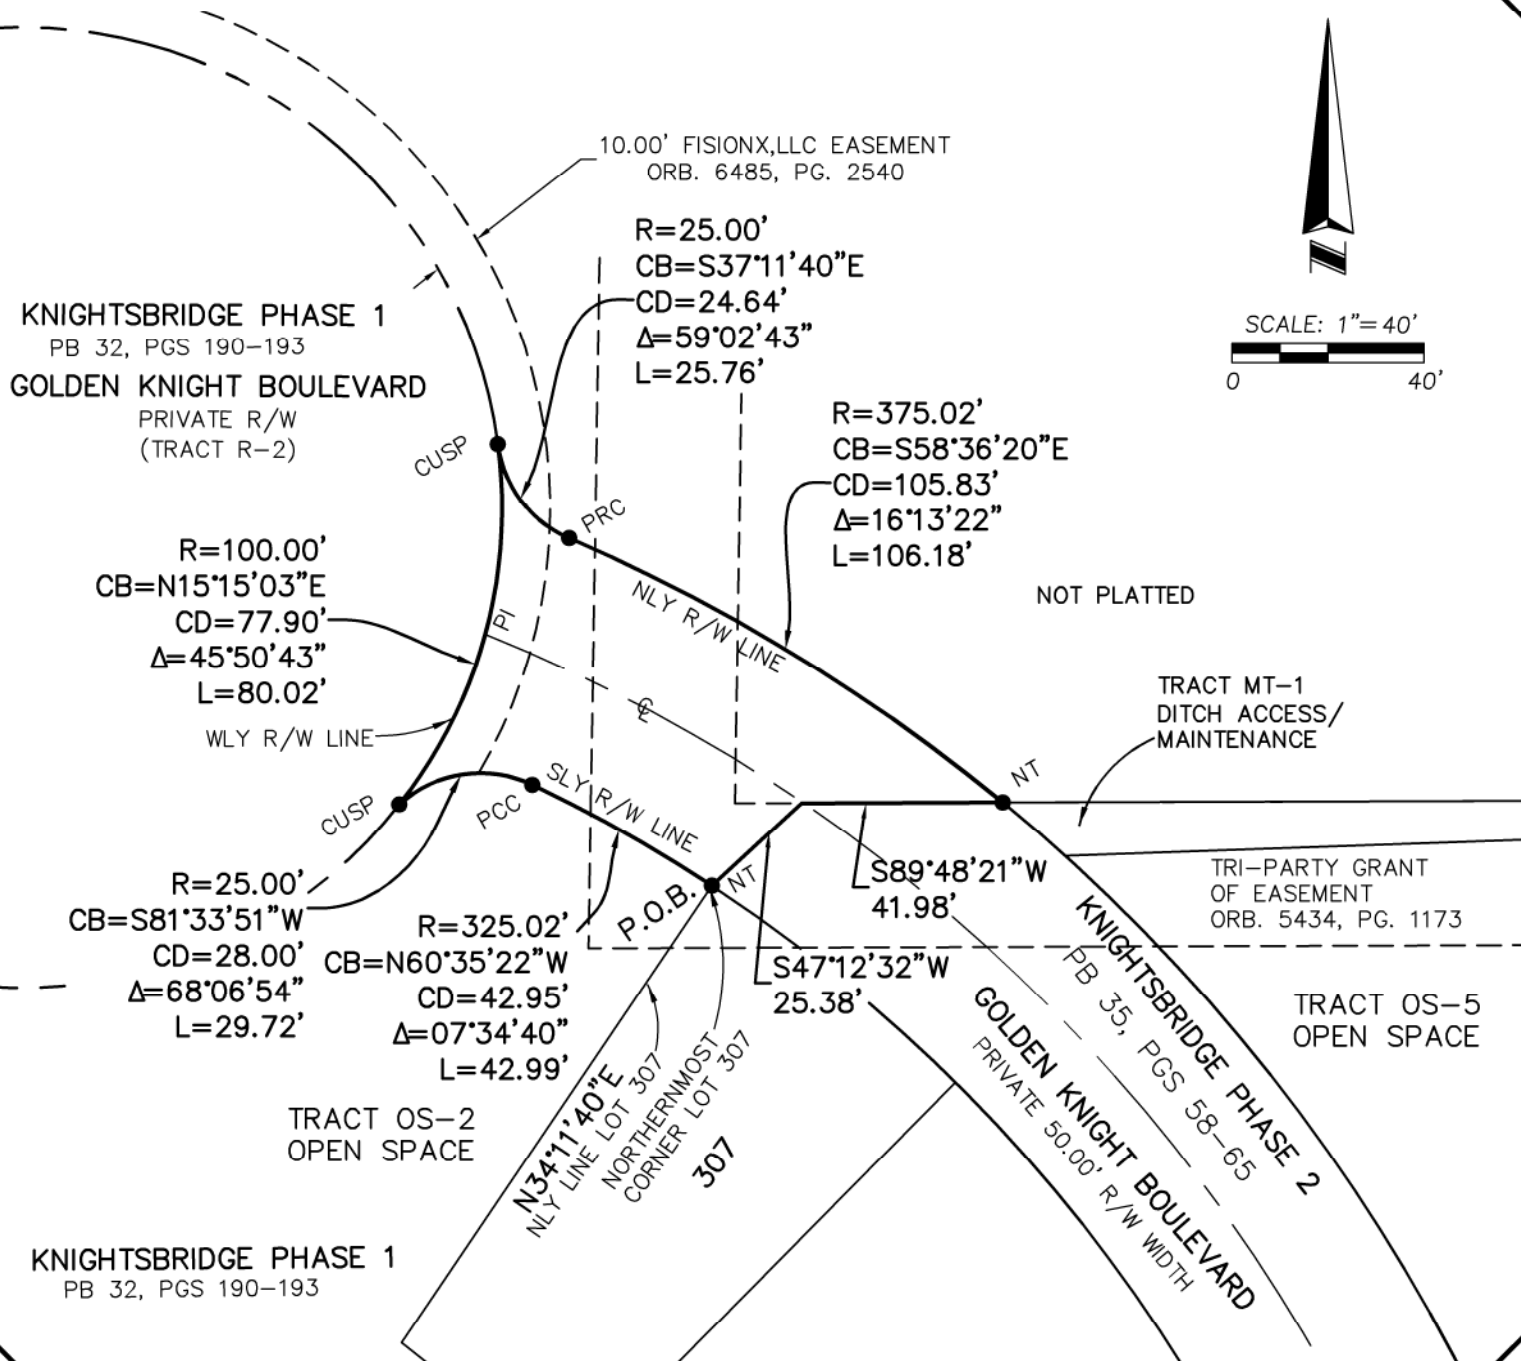 10.00' FISIONX,LLC EASEMENT
ORB. 6485, PG. 2540
R=25.00'
CB=S37°11'40"E
CD=24.64'
Δ=59°02'43"
L=25.76'
N
SCALE: 1"=40'
0 40'
KNIGHTSBRIDGE PHASE 1
PB 32, PGS 190-193
GOLDEN KNIGHT BOULEVARD
PRIVATE R/W
(TRACT R-2)
CUSP
PRC
R=375.02'
CB=S58°36'20"E
CD=105.83'
Δ=16°13'22"
L=106.18'
R=100.00'
CB=N15°15'03"E
CD=77.90'
Δ=45°50'43"
L=80.02'
WLY R/W LINE
PI
NLY R/W LINE
NOT PLATTED
℄
TRACT MT-1
DITCH ACCESS/
MAINTENANCE
NT
CUSP
PCC
SLY R/W LINE
NT
P.O.B.
S89°48'21"W
41.98'
TRI-PARTY GRANT
OF EASEMENT
ORB. 5434, PG. 1173
R=25.00'
CB=S81°33'51"W
CD=28.00'
Δ=68°06'54"
L=29.72'
R=325.02'
CB=N60°35'22"W
CD=42.95'
Δ=07°34'40"
L=42.99'
S47°12'32"W
25.38'
KNIGHTSBRIDGE PHASE 2
PB 35, PGS 58-65
GOLDEN KNIGHT BOULEVARD
PRIVATE 50.00' R/W WIDTH
TRACT OS-5
OPEN SPACE
TRACT OS-2
OPEN SPACE
N34°11'40"E
NLY LINE LOT 307
NORTHERNMOST
CORNER LOT 307
307
KNIGHTSBRIDGE PHASE 1
PB 32, PGS 190-193